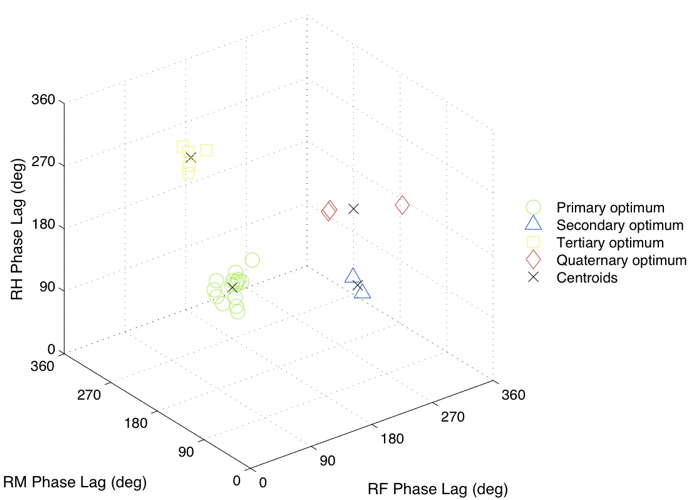 360
270
180
90
0
RH Phase Lag (deg)
360
270
180
90
0
RM Phase Lag (deg)
0
90
180
270
360
RF Phase Lag (deg)
Primary optimum
Secondary optimum
Tertiary optimum
Quaternary optimum
Centroids